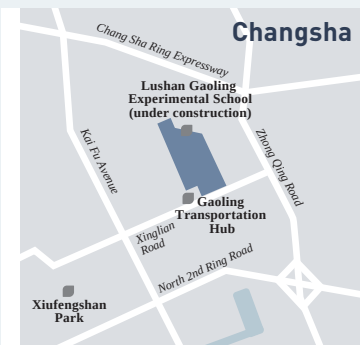 Changsha
Chang Sha Ring Expressway
Lushan Gaoling
Experimental School
(under construction)
Kai Fu Avenue
Zhong Qing Road
Gaoling
Transportation
Hub
Xinglian
Road
North 2nd Ring Road
Xiufengshan
Park